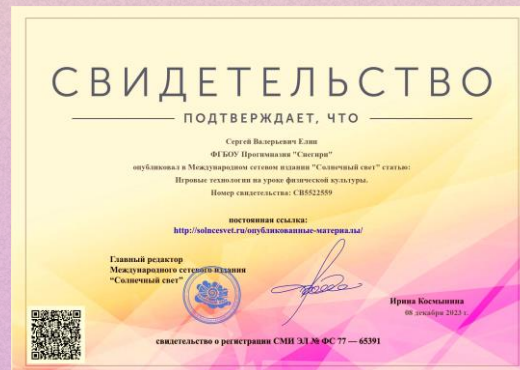 СВИДЕТЕЛЬСТВО
ПОДТВЕРЖДАЕТ, ЧТО
Сергей Валерьевич Елин
ФГБОУ Прогимназия "Снегири"
опубликовал в Международном сетевом издании "Солнечный свет" статью:
Игровые технологии на уроке физической культуры.
Номер свидетельства: СВ5522559
постоянная ссылка:
http://solncesvet.ru/опубликованные-материалы/
Главный редактор
Международного сетевого издания
"Солнечный свет"
Ирина Космынина
08 декабря 2023 г.
свидетельство о регистрации СМИ ЭЛ № ФС 77 — 65391